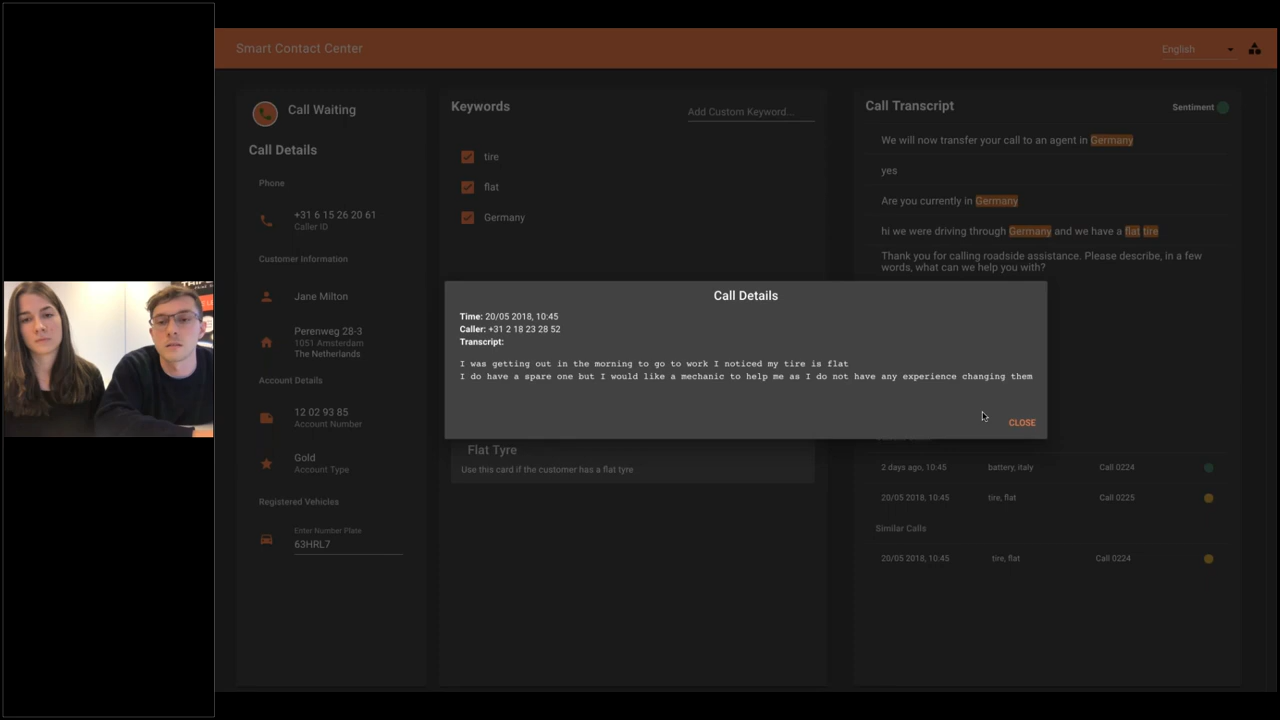 Smart Contact Center
English
Call Waiting
Call Details
Phone
+31 6 15 26 20 61
Caller ID
Customer Information
Jane Milton
Perenweg 28-3
1051 Amsterdam
The Netherlands
Account Details
12 02 93 85
Account Number
Gold
Account Type
Registered Vehicles
Enter Number Plate
63HRL7
Keywords
Add Custom Keyword...
tire
flat
Germany
Flat Tyre
Use this card if the customer has a flat tyre
Call Transcript
Sentiment
We will now transfer your call to an agent in Germany
yes
Are you currently in Germany
hi we were driving through Germany and we have a flat tire
Thank you for calling roadside assistance. Please describe, in a few
words, what can we help you with?
2 days ago, 10:45 battery, italy Call 0224
20/05 2018, 10:45 tire, flat Call 0225
Similar Calls
20/05 2018, 10:45 tire, flat Call 0224
Call Details
Time: 20/05 2018, 10:45
Caller: +31 2 18 23 28 52
Transcript:
I was getting out in the morning to go to work I noticed my tire is flat
I do have a spare one but I would like a mechanic to help me as I do not have any experience changing them
CLOSE